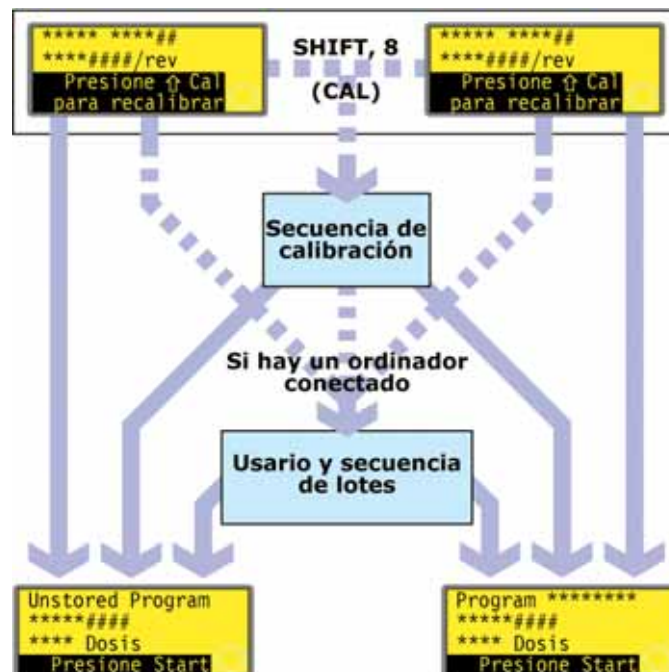 ***** ****##
****####/rev
Presione ⇧ Cal
para recalibrar
SHIFT, 8
(CAL)
***** ****##
****####/rev
Presione ⇧ Cal
para recalibrar
Secuencia de
calibración
Si hay un ordinador
conectado
Usario y secuencia
de lotes
Unstored Program
*****####
**** Dosis
Presione Start
Program ********
*****####
**** Dosis
Presione Start